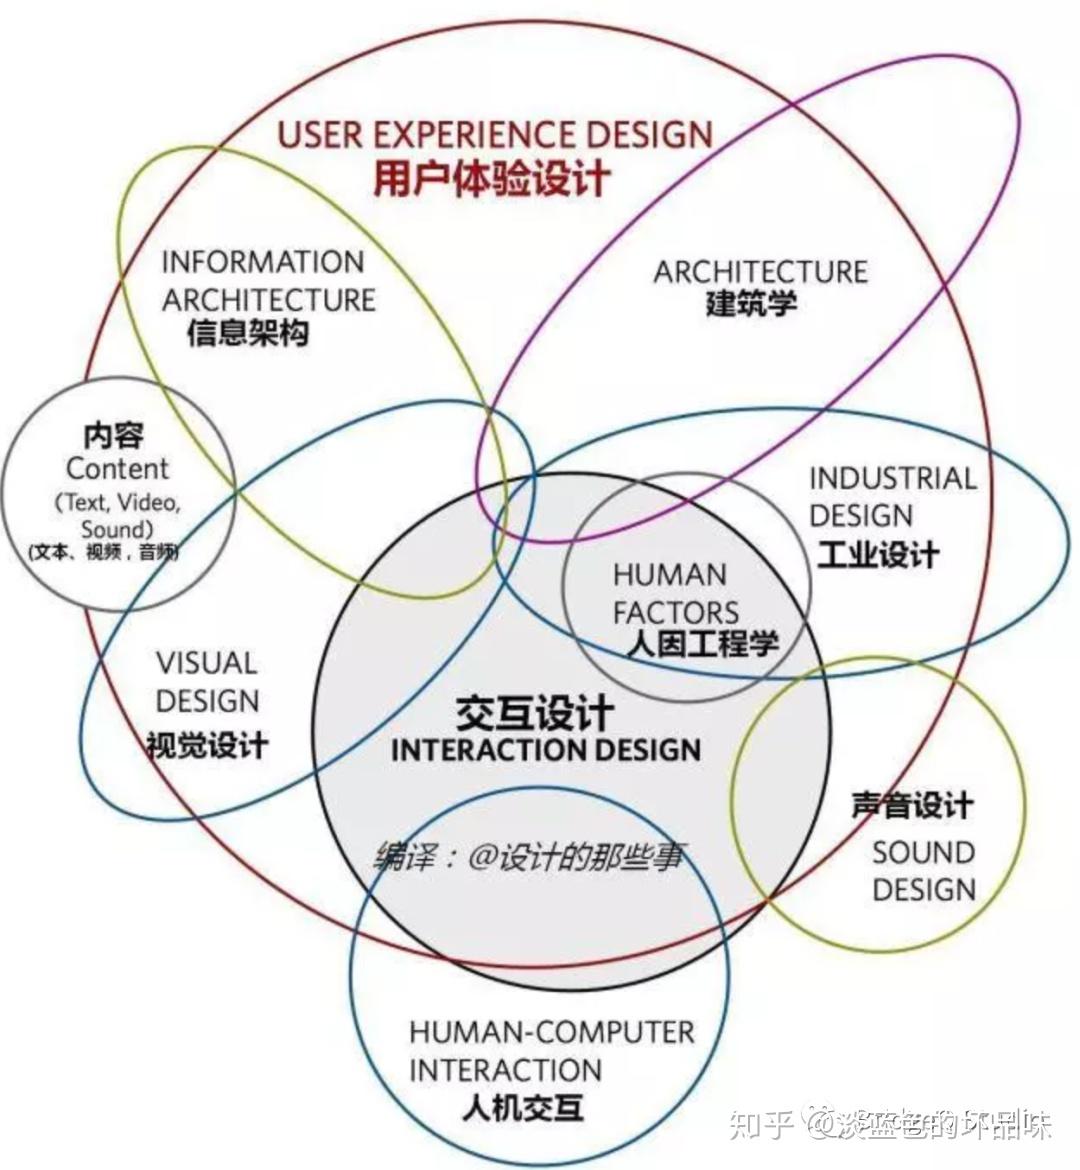 USER EXPERIENCE DESIGN
用户体验设计
INFORMATION
ARCHITECTURE
信息架构
ARCHITECTURE
建筑学
内容
Content
(Text, Video,
Sound)
(文本、视频，音师)
INDUSTRIAL
DESIGN
工业设计
HUMAN
FACTORS
人因工程学
VISUAL
DESIGN
视觉设计
交互设计
INTERACTION DESIGN
声音设计
SOUND
DESIGN
编译：@设计的那些事
HUMAN-COMPUTER
INTERACTION
人机交互
知乎 @淡蓝色的坏品味